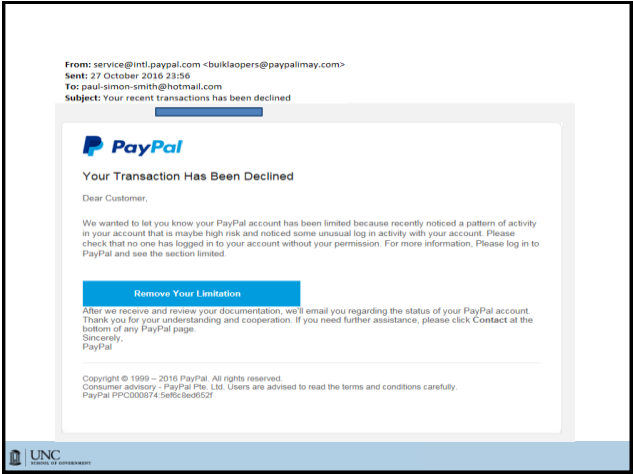 From: service@intl.paypal.com <buiklaopers@paypalimay.com>
Sent: 27 October 2016 23:56
To: paul-simon-smith@hotmail.com
Subject: Your recent transactions has been declined
PayPal
Your Transaction Has Been Declined
Dear Customer,
We wanted to let you know your PayPal account has been limited because recently noticed a pattern of activity
in your account that is maybe high risk and noticed some unusual log in activity with your account. Please
check that no one has logged in to your account without your permission. For more information, Please log in to
PayPal and see the section limited.
Remove Your Limitation
After we receive and review your documentation, we'll email you regarding the status of your PayPal account.
Thank you for your understanding and cooperation. If you need further assistance, please click Contact at the
bottom of any PayPal page.
Sincerely,
PayPal
Copyright © 1999 – 2016 PayPal. All rights reserved.
Consumer advisory - PayPal Pte. Ltd. Users are advised to read the terms and conditions carefully.
PayPal PPC000874:5ef6c8ed652f
UNC
SCHOOL OF GOVERNMENT